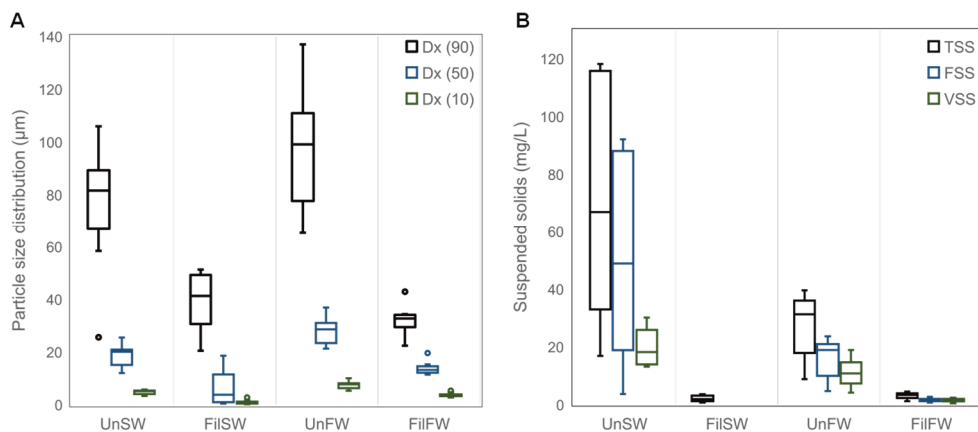 A
Particle size distribution (µm)
140
120
100
80
60
40
20
0
Dx (90)
Dx (50)
Dx (10)
UnSW
FilSW
UnFW
FilFW
B
Suspended solids (mg/L)
120
100
80
60
40
20
0
TSS
FSS
VSS
UnSW
FilSW
UnFW
FilFW